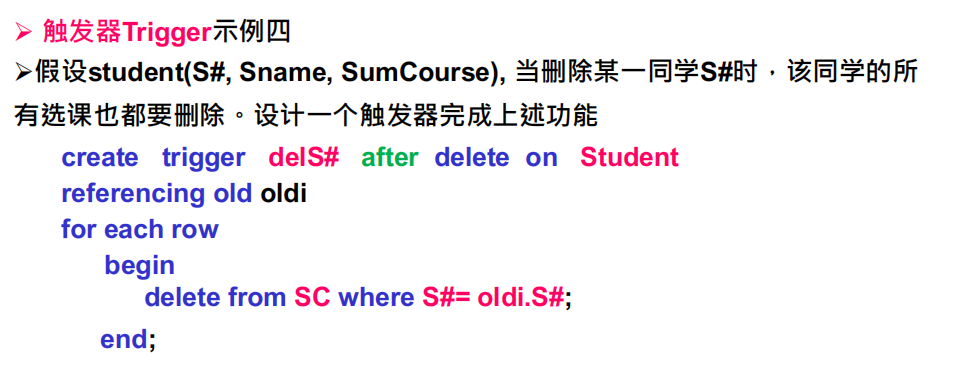 ➢ 触发器Trigger示例四
➢假设student(S#, Sname, SumCourse), 当删除某一同学S#时，该同学的所
有选课也都要删除。设计一个触发器完成上述功能
create trigger delS# after delete on Student
referencing old oldi
for each row
begin
delete from SC where S#= oldi.S#;
end;